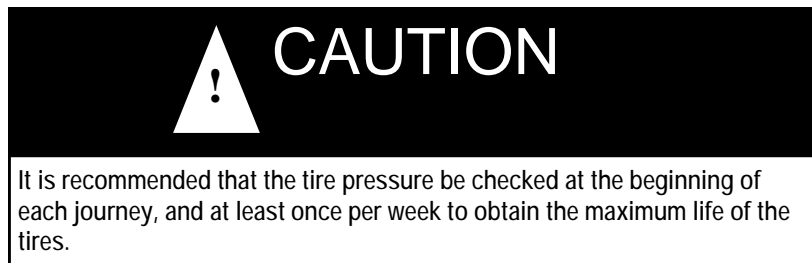 ! CAUTION
It is recommended that the tire pressure be checked at the beginning of
each journey, and at least once per week to obtain the maximum life of the
tires.